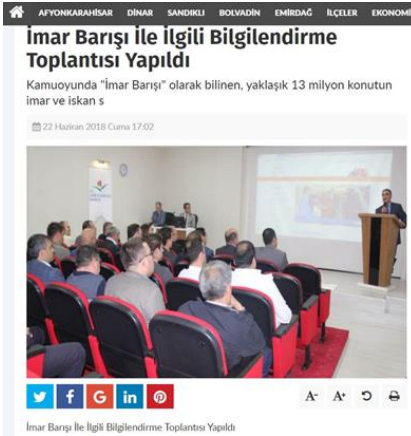 AFYONKARAHİSAR DİNAR SANDIKLI BOLVADİN EMİRDAĞ İLÇELER EKONOMİ
İmar Barışı İle İlgili Bilgilendirme
Toplantısı Yapıldı
Kamuoyunda "İmar Barışı" olarak bilinen, yaklaşık 13 milyon konutun
imar ve iskan s
22 Haziran 2018 Cuma 17:02
A- A+
İmar Barışı İle İlgili Bilgilendirme Toplantısı Yapıldı